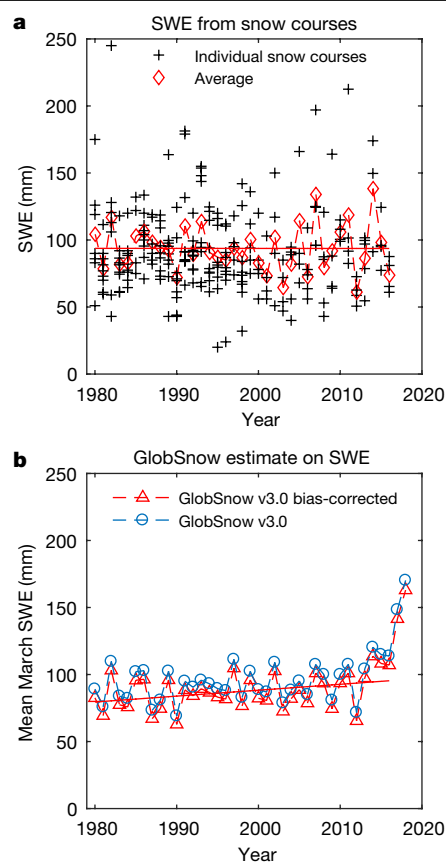 a
SWE from snow courses
250
200
150
100
50
0
SWE (mm)
Individual snow courses
Average
1980 1990 2000 2010 2020
Year
b
GlobSnow estimate on SWE
250
200
150
100
50
0
Mean March SWE (mm)
GlobSnow v3.0 bias-corrected
GlobSnow v3.0
1980 1990 2000 2010 2020
Year